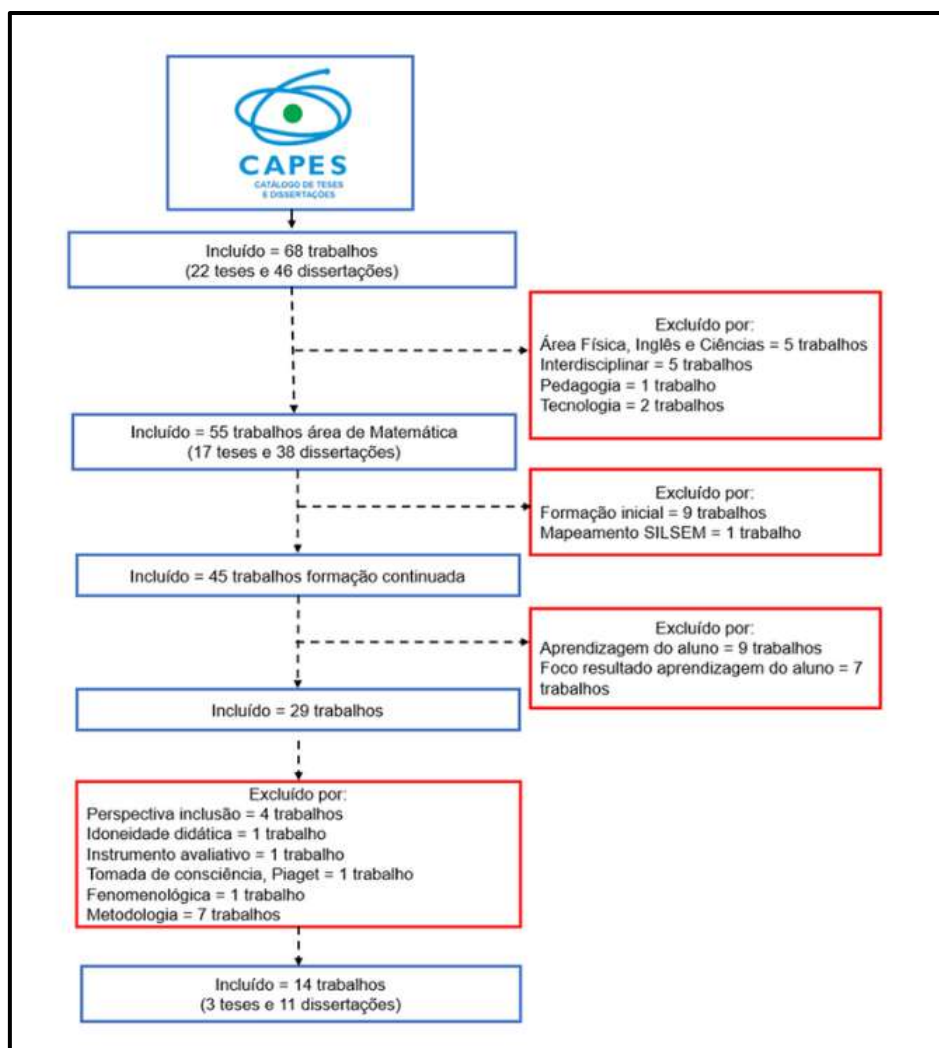 CAPES
CATÁLOGO DE TESES
E DISSERTAÇÕES
Incluído = 68 trabalhos
(22 teses e 46 dissertações)
Excluído por:
Área Física, Inglês e Ciências = 5 trabalhos
Interdisciplinar = 5 trabalhos
Pedagogia = 1 trabalho
Tecnologia = 2 trabalhos
Incluído = 55 trabalhos área de Matemática
(17 teses e 38 dissertações)
Excluído por:
Formação inicial = 9 trabalhos
Mapeamento SILSEM = 1 trabalho
Incluído = 45 trabalhos formação continuada
Excluído por:
Aprendizagem do aluno = 9 trabalhos
Foco resultado aprendizagem do aluno = 7
trabalhos
Incluído = 29 trabalhos
Excluído por:
Perspectiva inclusão = 4 trabalhos
Idoneidade didática = 1 trabalho
Instrumento avaliativo = 1 trabalho
Tomada de consciência, Piaget = 1 trabalho
Fenomenológica = 1 trabalho
Metodologia = 7 trabalhos
Incluído = 14 trabalhos
(3 teses e 11 dissertações)